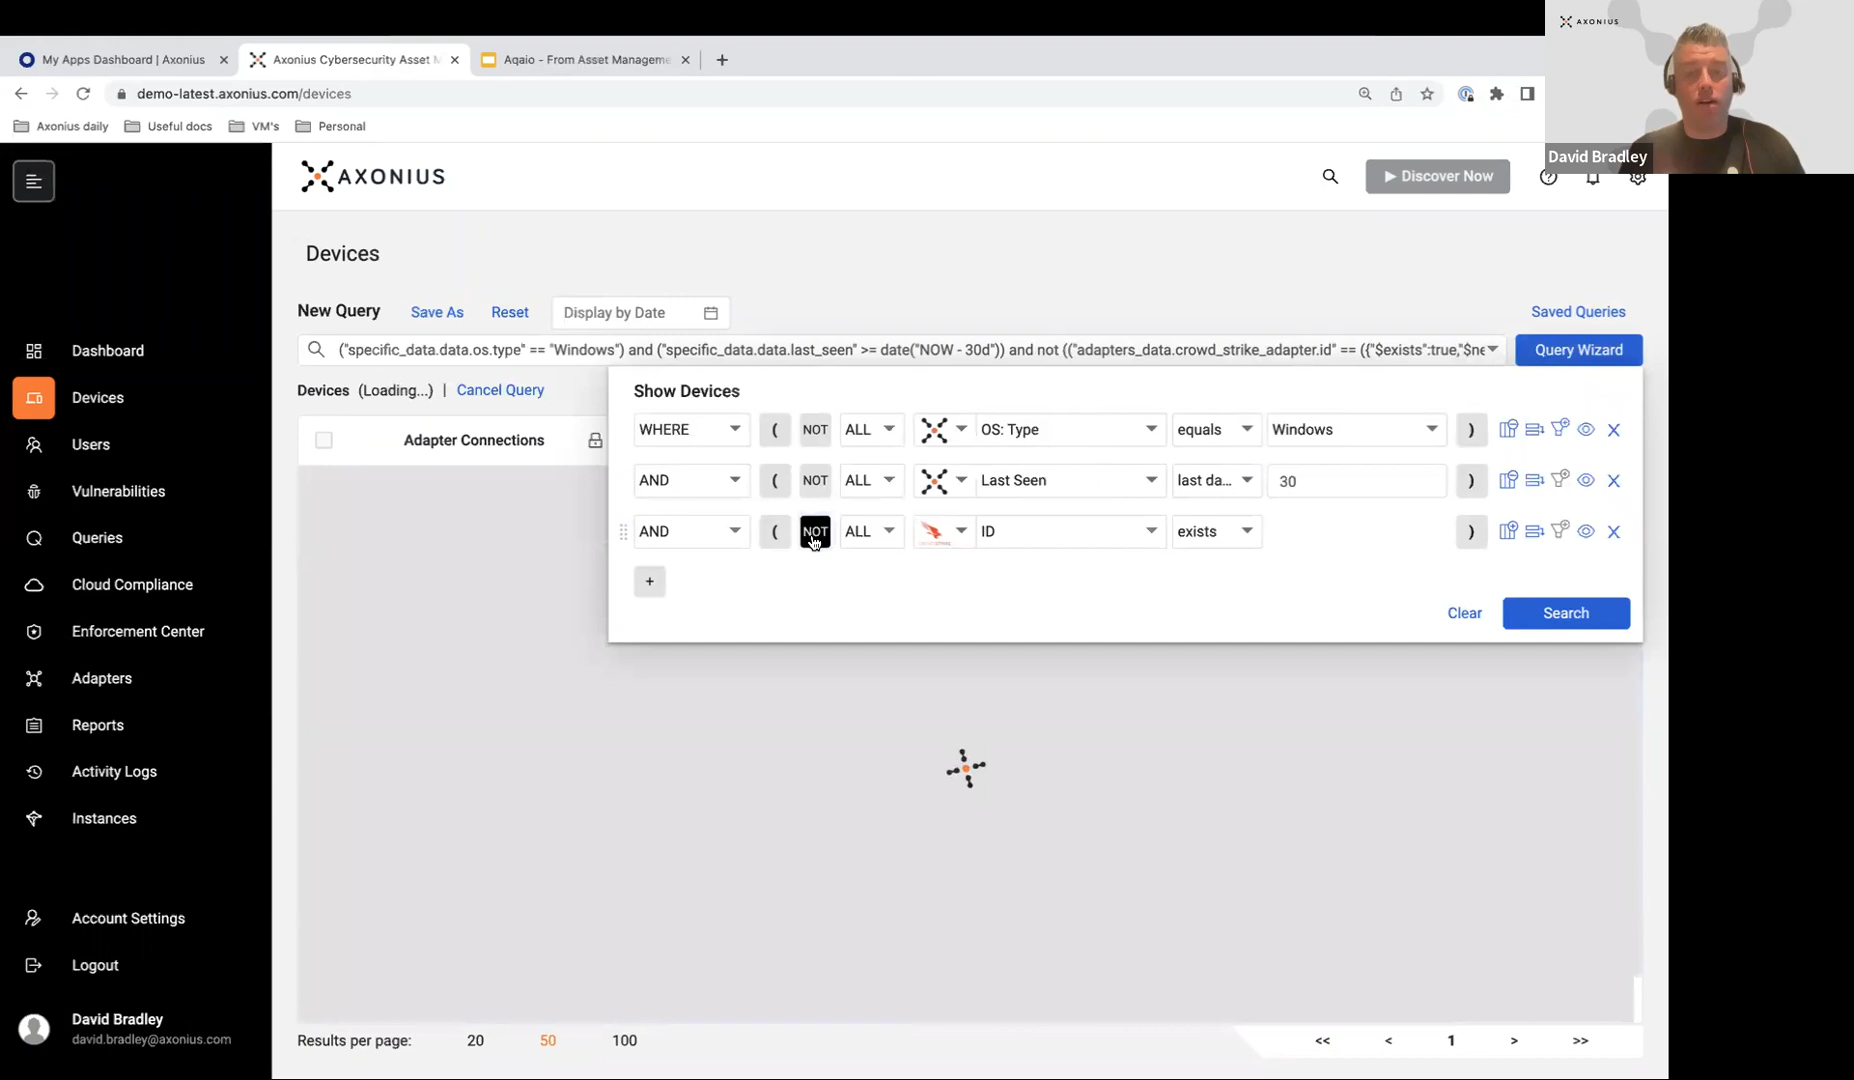 My Apps Dashboard | Axonius
Axonius Cybersecurity Asset M
Aqaio - From Asset Manageme
AXONIUS
demo-latest.axonius.com/devices
Axonius daily
Useful docs
VM's
Personal
David Bradley
AXONIUS
Discover Now
Devices
New Query
Save As
Reset
Display by Date
Saved Queries
("specific_data.data.os.type" == "Windows") and ("specific_data.data.last_seen" >= date("NOW - 30d")) and not (("adapters_data.crowd_strike_adapter.id" == ({"$exists":true,"$ne
Query Wizard
Devices (Loading...) | Cancel Query
Adapter Connections
Show Devices
WHERE ( NOT ALL OS: Type equals Windows )
AND ( NOT ALL Last Seen last da... 30 )
AND ( NOT ALL ID exists )
+
Clear
Search
Dashboard
Devices
Users
Vulnerabilities
Queries
Cloud Compliance
Enforcement Center
Adapters
Reports
Activity Logs
Instances
Account Settings
Logout
David Bradley
david.bradley@axonius.com
Results per page: 20 50 100
<< < 1 > >>